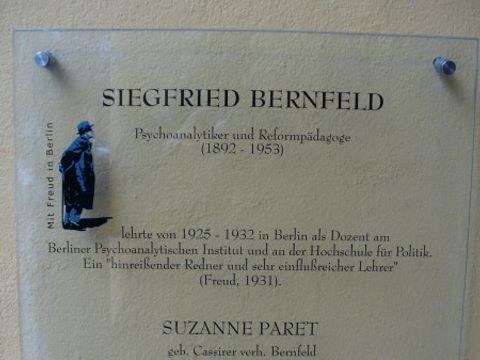 SIEGFRIED BERNFELD
Psychoanalytiker und Reformpädagoge
(1892 - 1953)
Mit Freud in Berlin
lehrte von 1925 - 1932 in Berlin als Dozent am
Berliner Psychoanalytischen Institut und an der Hochschule für Politik.
Ein "hinreißender Redner und sehr einflußreicher Lehrer"
(Freud, 1931).
SUZANNE PARET
geb. Cassirer verh. Bernfeld